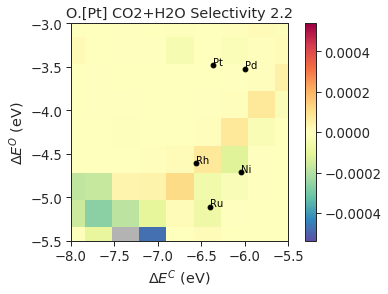 O.[Pt] CO2+H2O Selectivity 2.2
−3.0
−3.5
−4.0
−4.5
−5.0
−5.5
ΔE^O (eV)
Pt
Pd
Rh
Ni
Ru
−8.0 −7.5 −7.0 −6.5 −6.0 −5.5
ΔE^C (eV)
0.0004
0.0002
0.0000
−0.0002
−0.0004